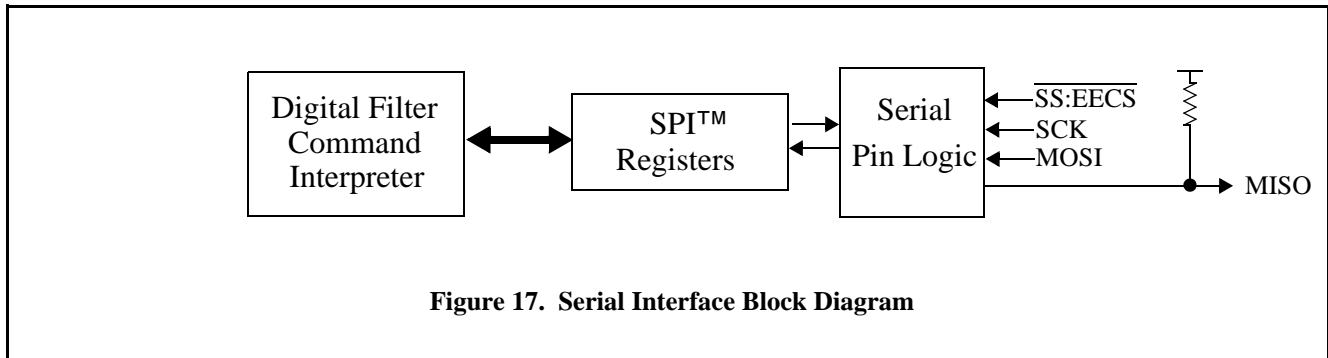 Digital Filter
Command
Interpreter
SPI™
Registers
Serial
Pin Logic
SS:EECS
SCK
MOSI
MISO
Figure 17. Serial Interface Block Diagram